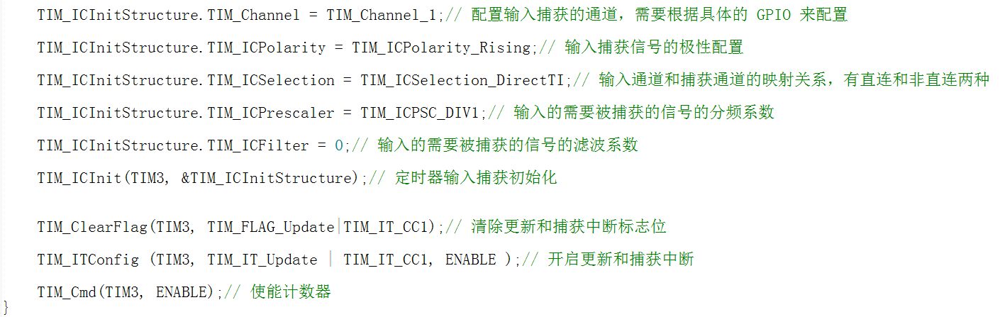 TIM_ICInitStructure.TIM_Channel = TIM_Channel_1;// 配置输入捕获的通道，需要根据具体的 GPIO 来配置
TIM_ICInitStructure.TIM_ICPolarity = TIM_ICPolarity_Rising;// 输入捕获信号的极性配置
TIM_ICInitStructure.TIM_ICSelection = TIM_ICSelection_DirectTI;// 输入通道和捕获通道的映射关系，有直连和非直连两种
TIM_ICInitStructure.TIM_ICPrescaler = TIM_ICPSC_DIV1;// 输入的需要被捕获的信号的分频系数
TIM_ICInitStructure.TIM_ICFilter = 0;// 输入的需要被捕获的信号的滤波系数
TIM_ICInit(TIM3, &TIM_ICInitStructure);// 定时器输入捕获初始化
TIM_ClearFlag(TIM3, TIM_FLAG_Update|TIM_IT_CC1);// 清除更新和捕获中断标志位
TIM_ITConfig (TIM3, TIM_IT_Update | TIM_IT_CC1, ENABLE );// 开启更新和捕获中断
TIM_Cmd(TIM3, ENABLE);// 使能计数器
}